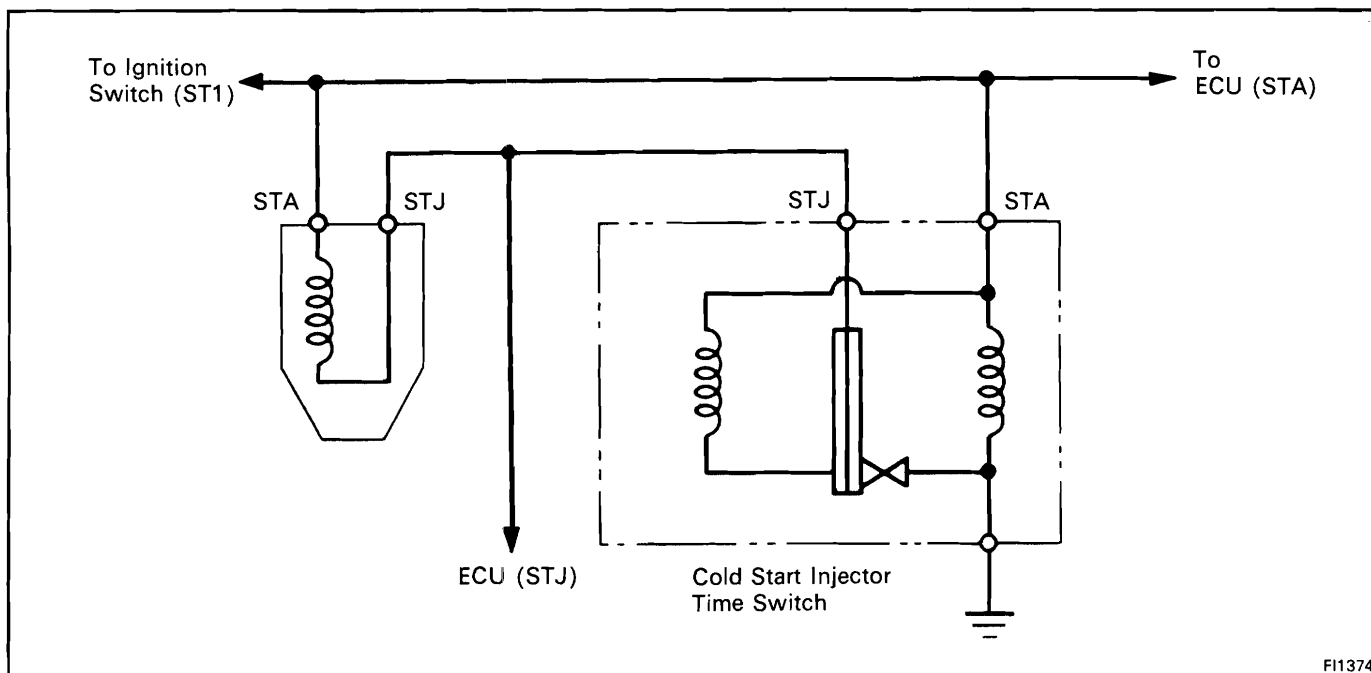 To Ignition
Switch (ST1)
To
ECU (STA)
STA
STJ
STJ
STA
ECU (STJ)
Cold Start Injector
Time Switch
FI1374